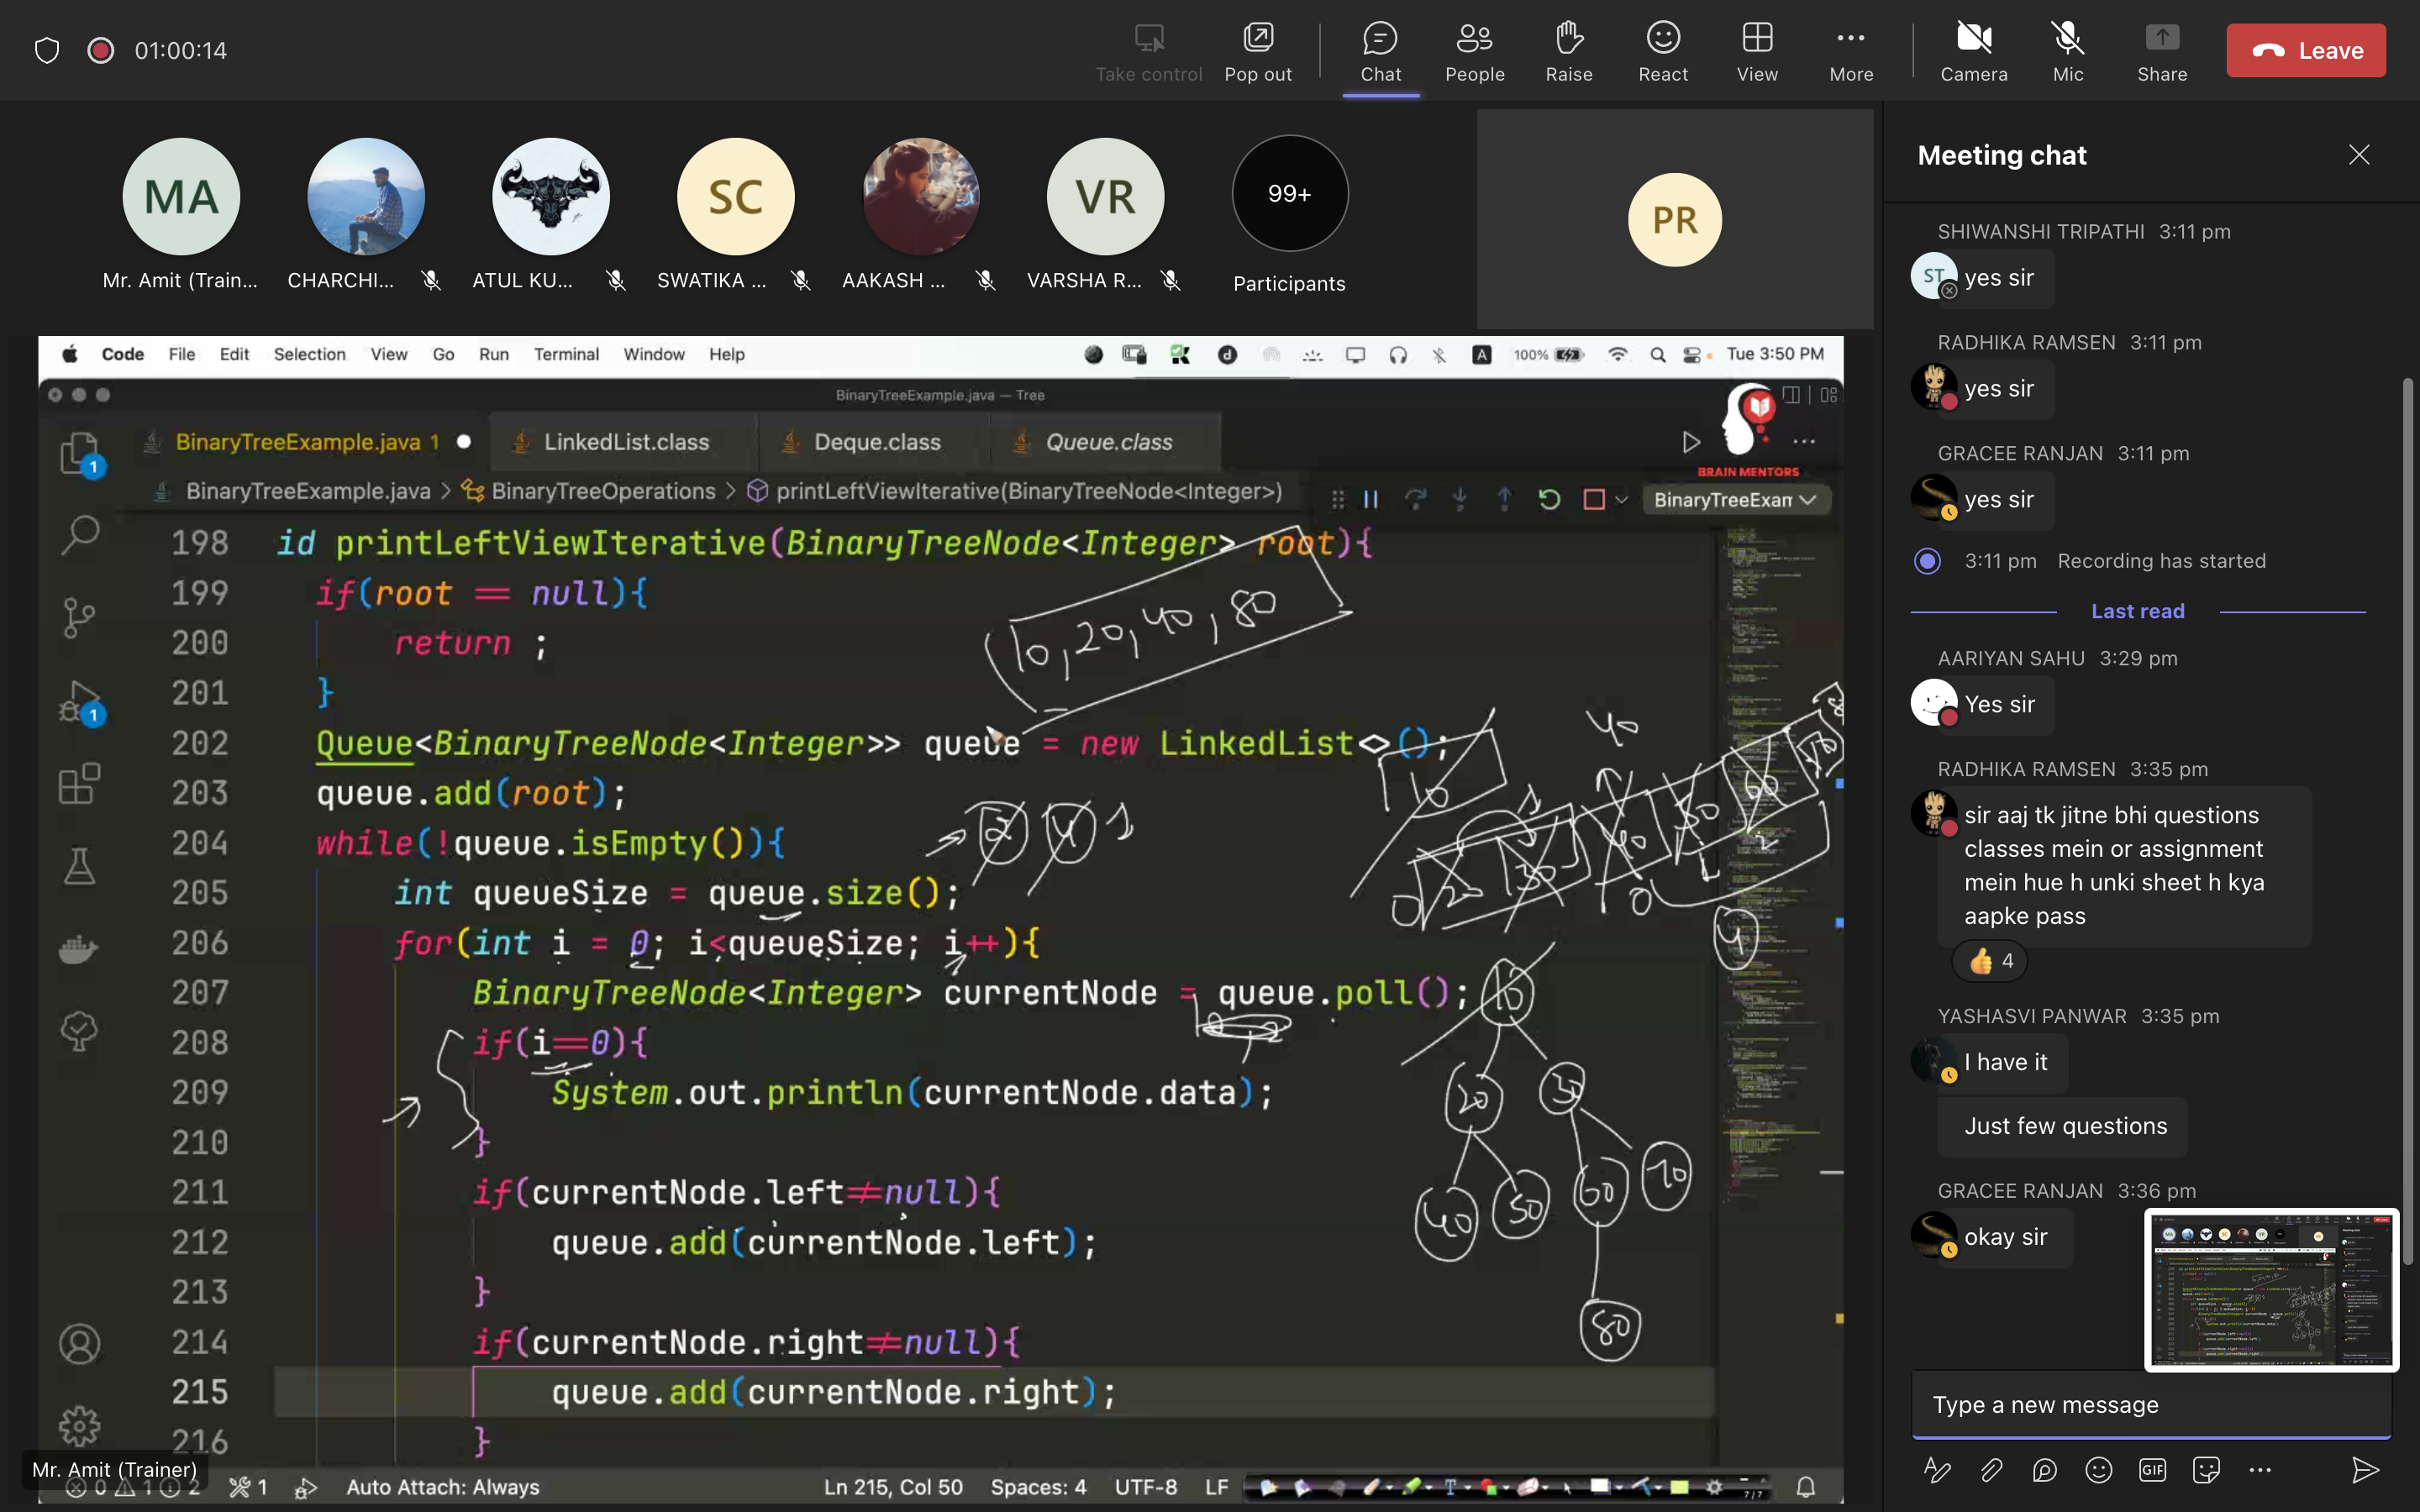 01:00:14
Take control
Pop out
Chat
People
Raise
React
View
More
Camera
Mic
Share
Leave
MA
SC
VR
99+
PR
Mr. Amit (Train...
CHARCHI...
ATUL KU...
SWATIKA ...
AAKASH ...
VARSHA R...
Participants
Code File Edit Selection View Go Run Terminal Window Help
A
100%
Tue 3:50 PM
BinaryTreeExample.java — Tree
BinaryTreeExample.java 1
LinkedList.class
Deque.class
Queue.class
BRAIN MENTORS
BinaryTreeExample.java > BinaryTreeOperations > printLeftViewIterative(BinaryTreeNode<Integer>)
BinaryTreeExam
1
1
198 id printLeftViewIterative(BinaryTreeNode<Integer> root){
199 if(root == null){
200 return ;
201 }
202 Queue<BinaryTreeNode<Integer>> queue = new LinkedList<>();
203 queue.add(root);
204 while(!queue.isEmpty()){
205 int queueSize = queue.size();
206 for(int i = 0; i<queueSize; i++){
207 BinaryTreeNode<Integer> currentNode = queue.poll();
208 if(i==0){
209 System.out.println(currentNode.data);
210 }
211 if(currentNode.left!=null){
212 queue.add(currentNode.left);
213 }
214 if(currentNode.right!=null){
215 queue.add(currentNode.right);
216 }
10,20,40,80
40
10
20 30
40 50 60 70
80
Mr. Amit (Trainer)
0 1 2
1
Auto Attach: Always
Ln 215, Col 50
Spaces: 4
UTF-8
LF
7/7
Meeting chat
SHIWANSHI TRIPATHI 3:11 pm
ST
yes sir
RADHIKA RAMSEN 3:11 pm
yes sir
GRACEE RANJAN 3:11 pm
yes sir
3:11 pm Recording has started
Last read
AARIYAN SAHU 3:29 pm
Yes sir
RADHIKA RAMSEN 3:35 pm
sir aaj tk jitne bhi questions
classes mein or assignment
mein hue h unki sheet h kya
aapke pass
4
YASHASVI PANWAR 3:35 pm
I have it
Just few questions
GRACEE RANJAN 3:36 pm
okay sir
Type a new message
GIF